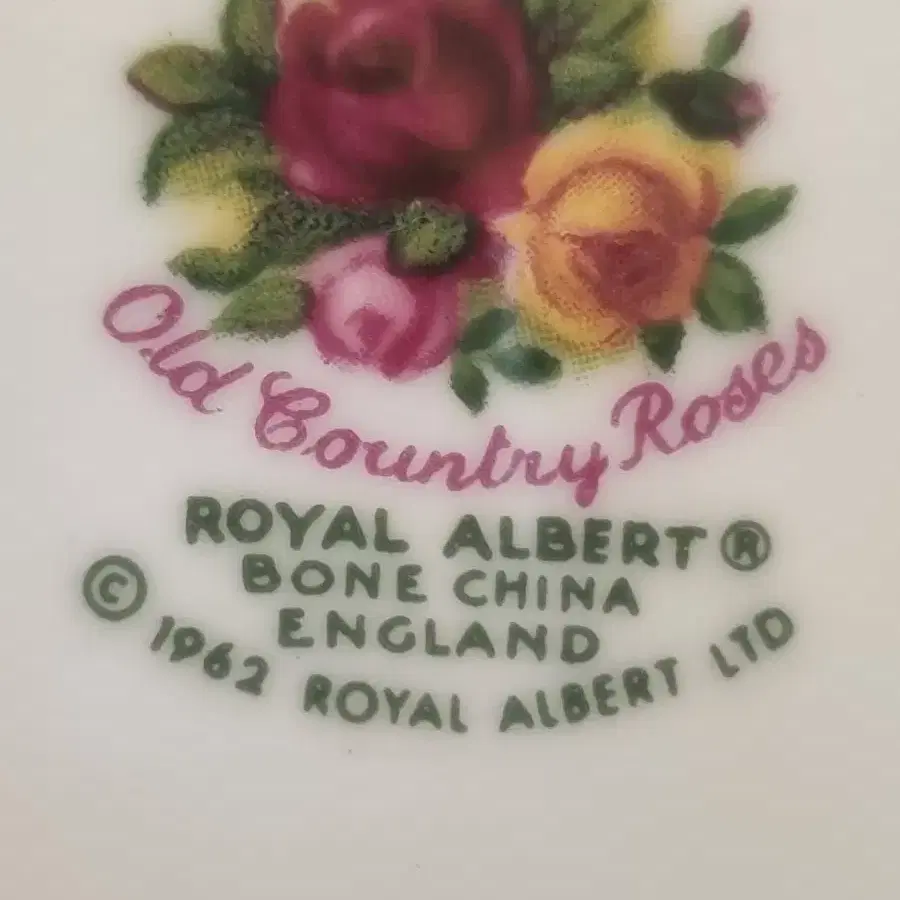 Old Country Roses
ROYAL ALBERT ®
BONE CHINA
ENGLAND
© 1962 ROYAL ALBERT LTD